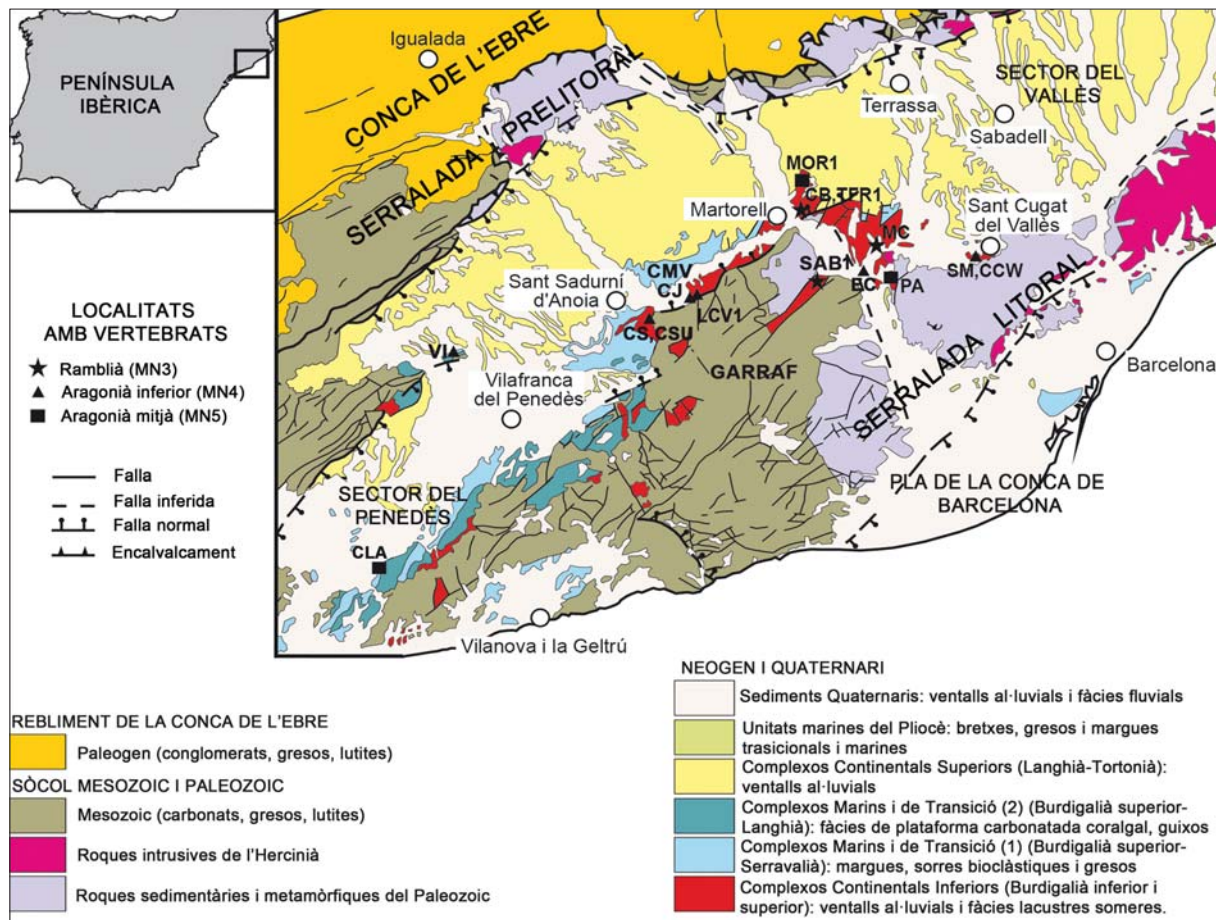 PENÍNSULA
IBÈRICA
LOCALITATS
AMB VERTEBRATS
Ramblià (MN3)
Aragonià inferior (MN4)
Aragonià mitjà (MN5)
Falla
Falla inferida
Falla normal
Encalvalcament
Igualada
CONCA DE L'EBRE
SERRALADA PRELITORAL
Terrassa
SECTOR DEL
VALLÈS
Sabadell
MOR1
CB,TFR1
Martorell
MC
Sant Cugat
del Vallès
SM,CCW
SAB1
BC
PA
CMV
CJ
Sant Sadurní
d'Anoia
LCV1
CS,CSU
VI
Vilafranca
del Penedès
GARRAF
SERRALADA LITORAL
Barcelona
PLA DE LA CONCA DE
BARCELONA
SECTOR DEL
PENEDÈS
CLA
Vilanova i la Geltrú
REBLIMENT DE LA CONCA DE L'EBRE
Paleogen (conglomerats, gresos, lutites)
SÒCOL MESOZOIC I PALEOZOIC
Mesozoic (carbonats, gresos, lutites)
Roques intrusives de l'Hercinià
Roques sedimentàries i metamòrfiques del Paleozoic
NEOGEN I QUATERNARI
Sediments Quaternaris: ventalls al·luvials i fàcies fluvials
Unitats marines del Pliocè: bretxes, gresos i margues
trasicionals i marines
Complexos Continentals Superiors (Langhià-Tortonià):
ventalls al·luvials
Complexos Marins i de Transició (2) (Burdigalià superior-
Langhià): fàcies de plataforma carbonatada coralgal, guixos
Complexos Marins i de Transició (1) (Burdigalià superior-
Serravalià): margues, sorres bioclàstiques i gresos
Complexos Continentals Inferiors (Burdigalià inferior i
superior): ventalls al·luvials i fàcies lacustres someres.